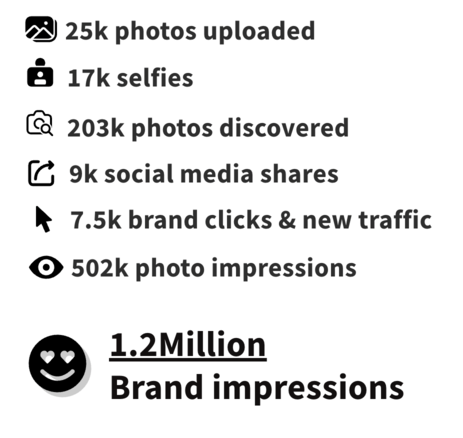 25k photos uploaded
17k selfies
203k photos discovered
9k social media shares
7.5k brand clicks & new traffic
502k photo impressions
1.2Million
Brand impressions